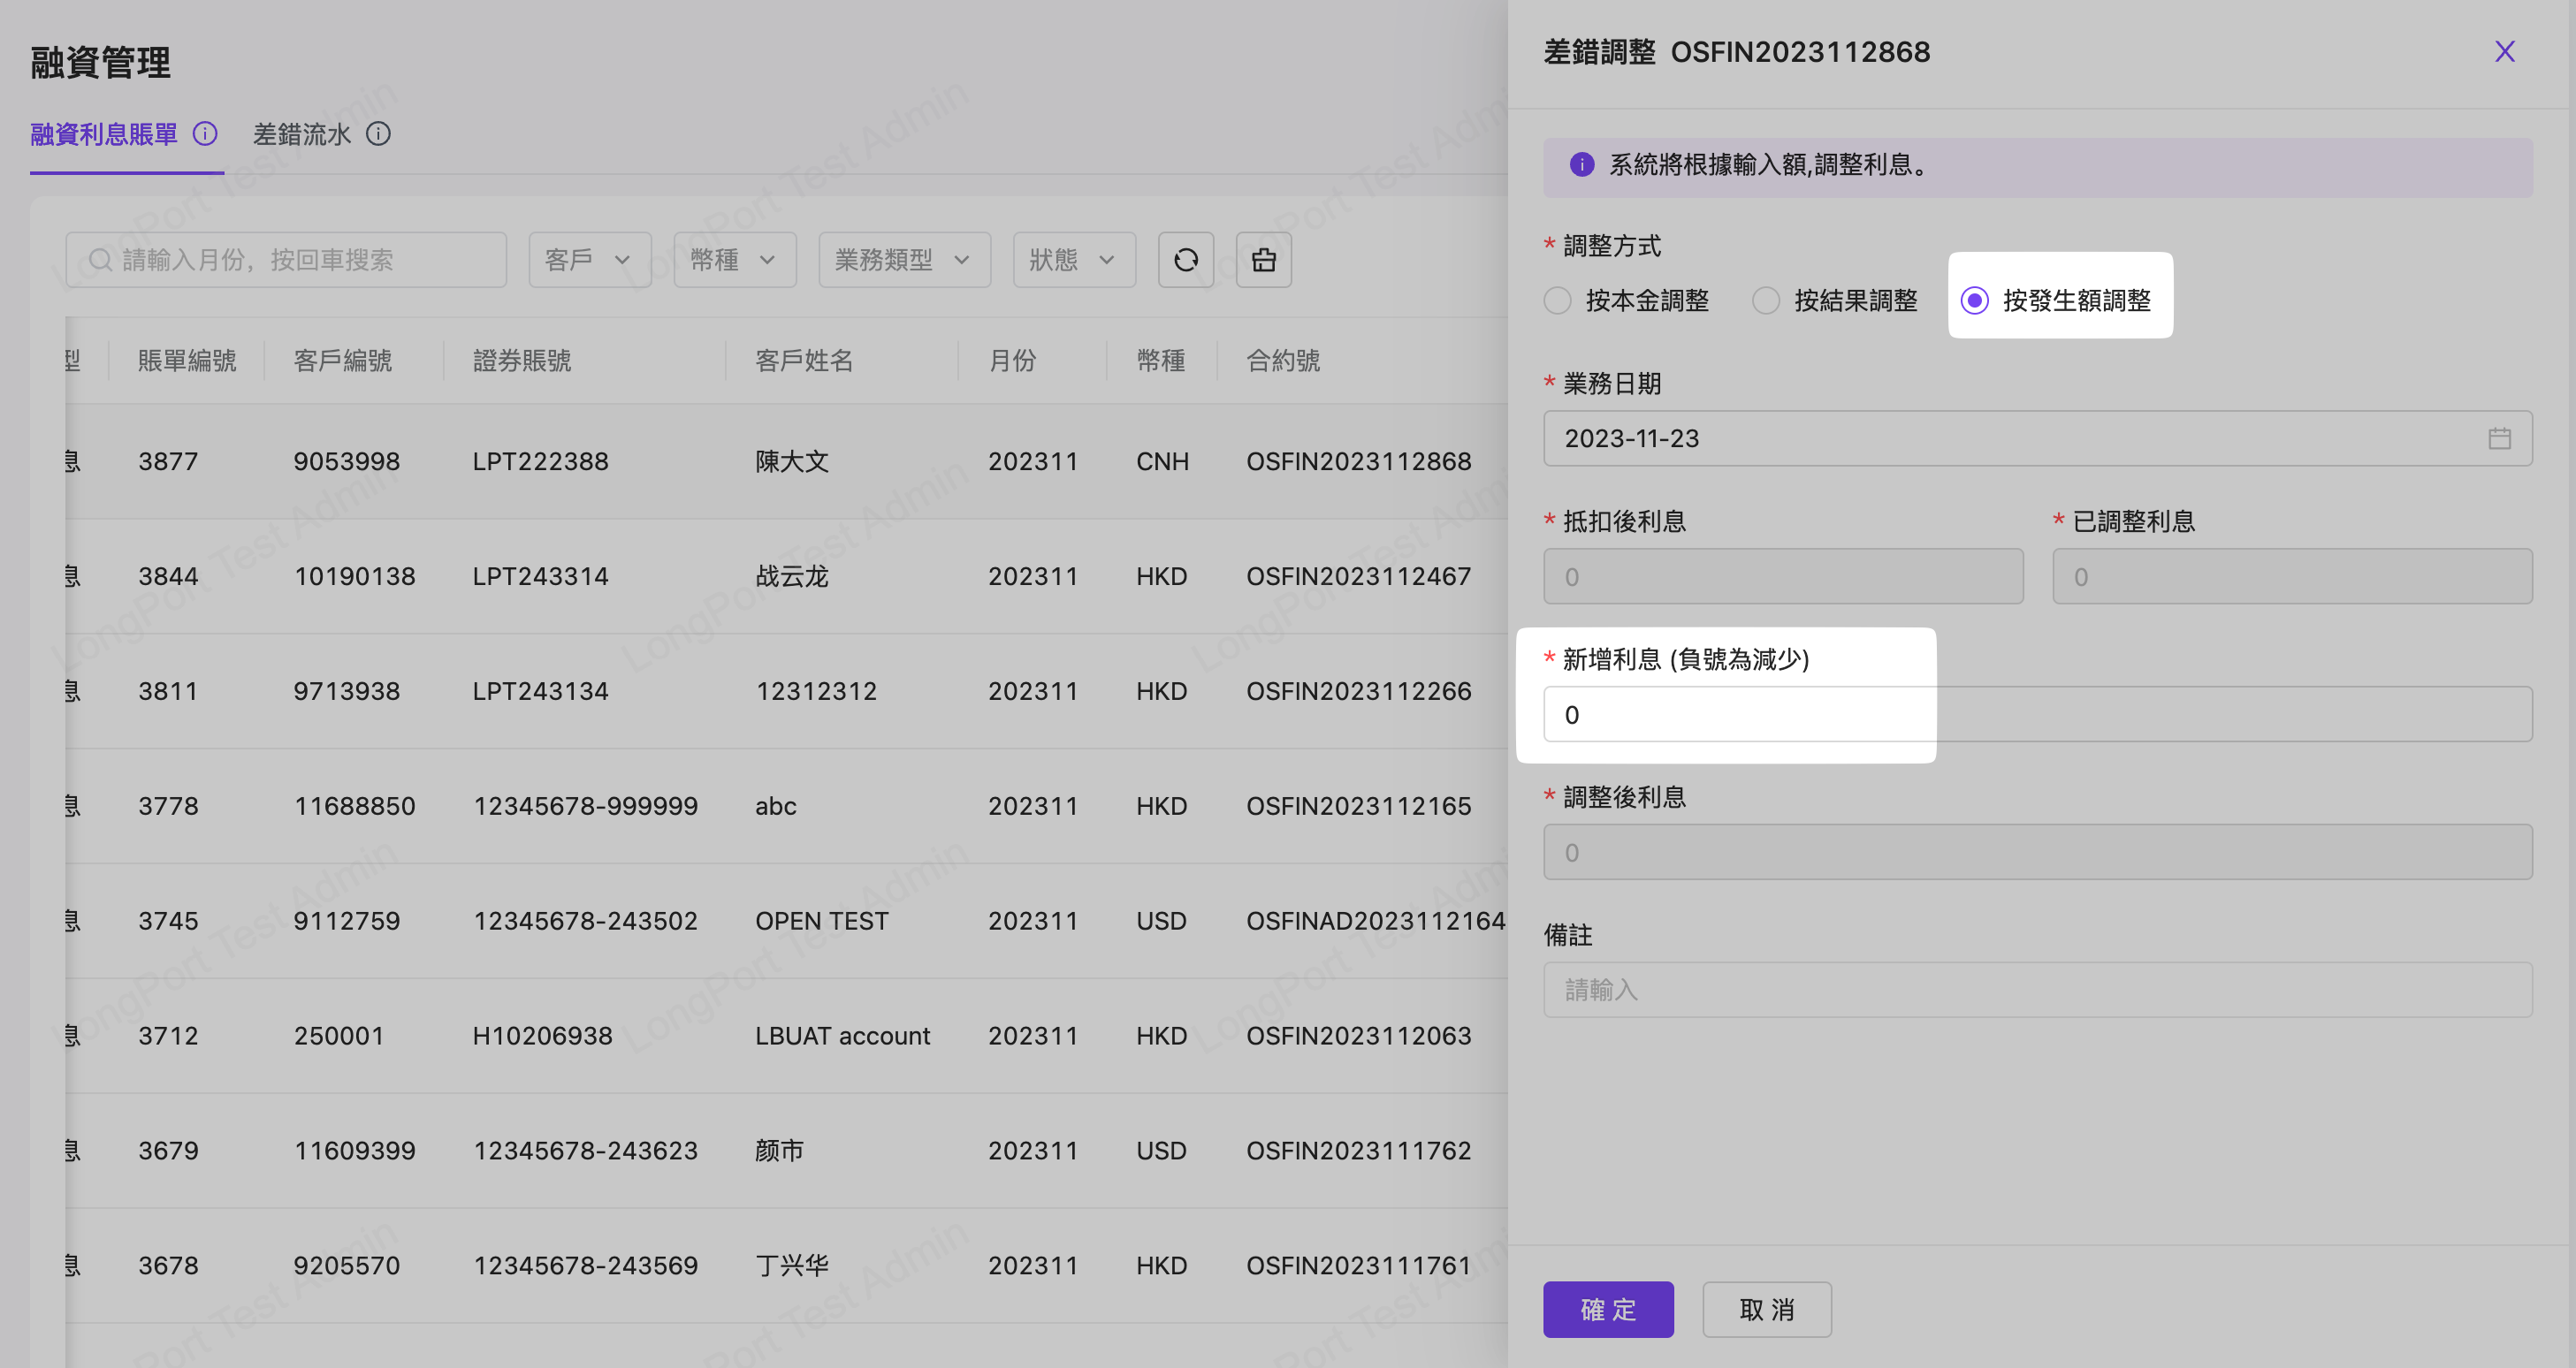 融資管理
融資利息賬單 差錯流水
請輸入月份，按回車搜索 客戶 幣種 業務類型 狀態
型 賬單編號 客戶編號 證券賬號 客戶姓名 月份 幣種 合約號
息 3877 9053998 LPT222388 陳大文 202311 CNH OSFIN2023112868
息 3844 10190138 LPT243314 战云龙 202311 HKD OSFIN2023112467
息 3811 9713938 LPT243134 12312312 202311 HKD OSFIN2023112266
息 3778 11688850 12345678-999999 abc 202311 HKD OSFIN2023112165
息 3745 9112759 12345678-243502 OPEN TEST 202311 USD OSFINAD2023112164
息 3712 250001 H10206938 LBUAT account 202311 HKD OSFIN2023112063
息 3679 11609399 12345678-243623 颜市 202311 USD OSFIN2023111762
息 3678 9205570 12345678-243569 丁兴华 202311 HKD OSFIN2023111761
差錯調整 OSFIN2023112868
系統將根據輸入額,調整利息。
* 調整方式
按本金調整 按結果調整 按發生額調整
* 業務日期
2023-11-23
* 抵扣後利息 * 已調整利息
0 0
* 新增利息 (負號為減少)
0
* 調整後利息
0
備註
請輸入
確 定 取 消
LongPort Test Admin